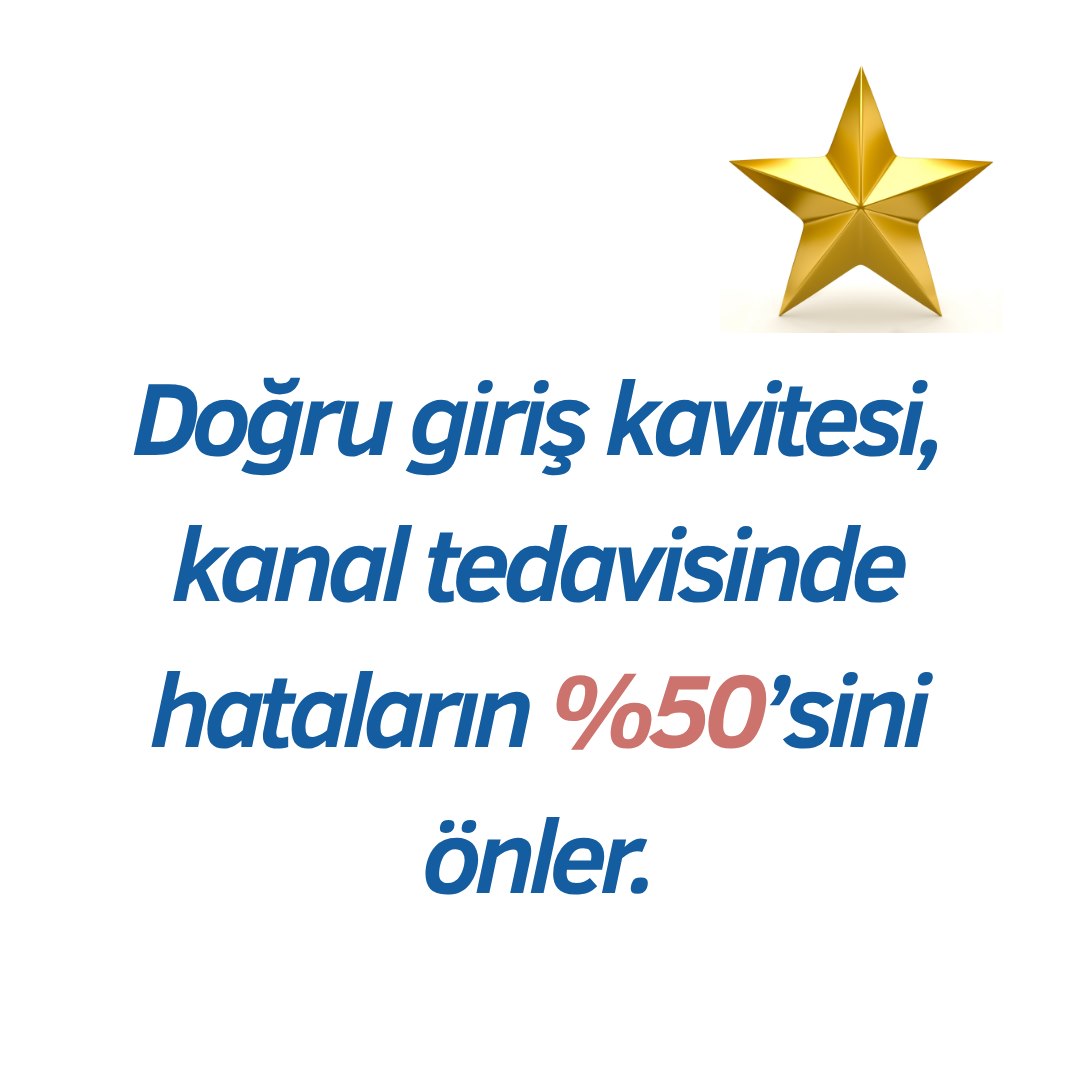 Doğru giriş kavitesi,
kanal tedavisinde
hataların %50’sini
önler.